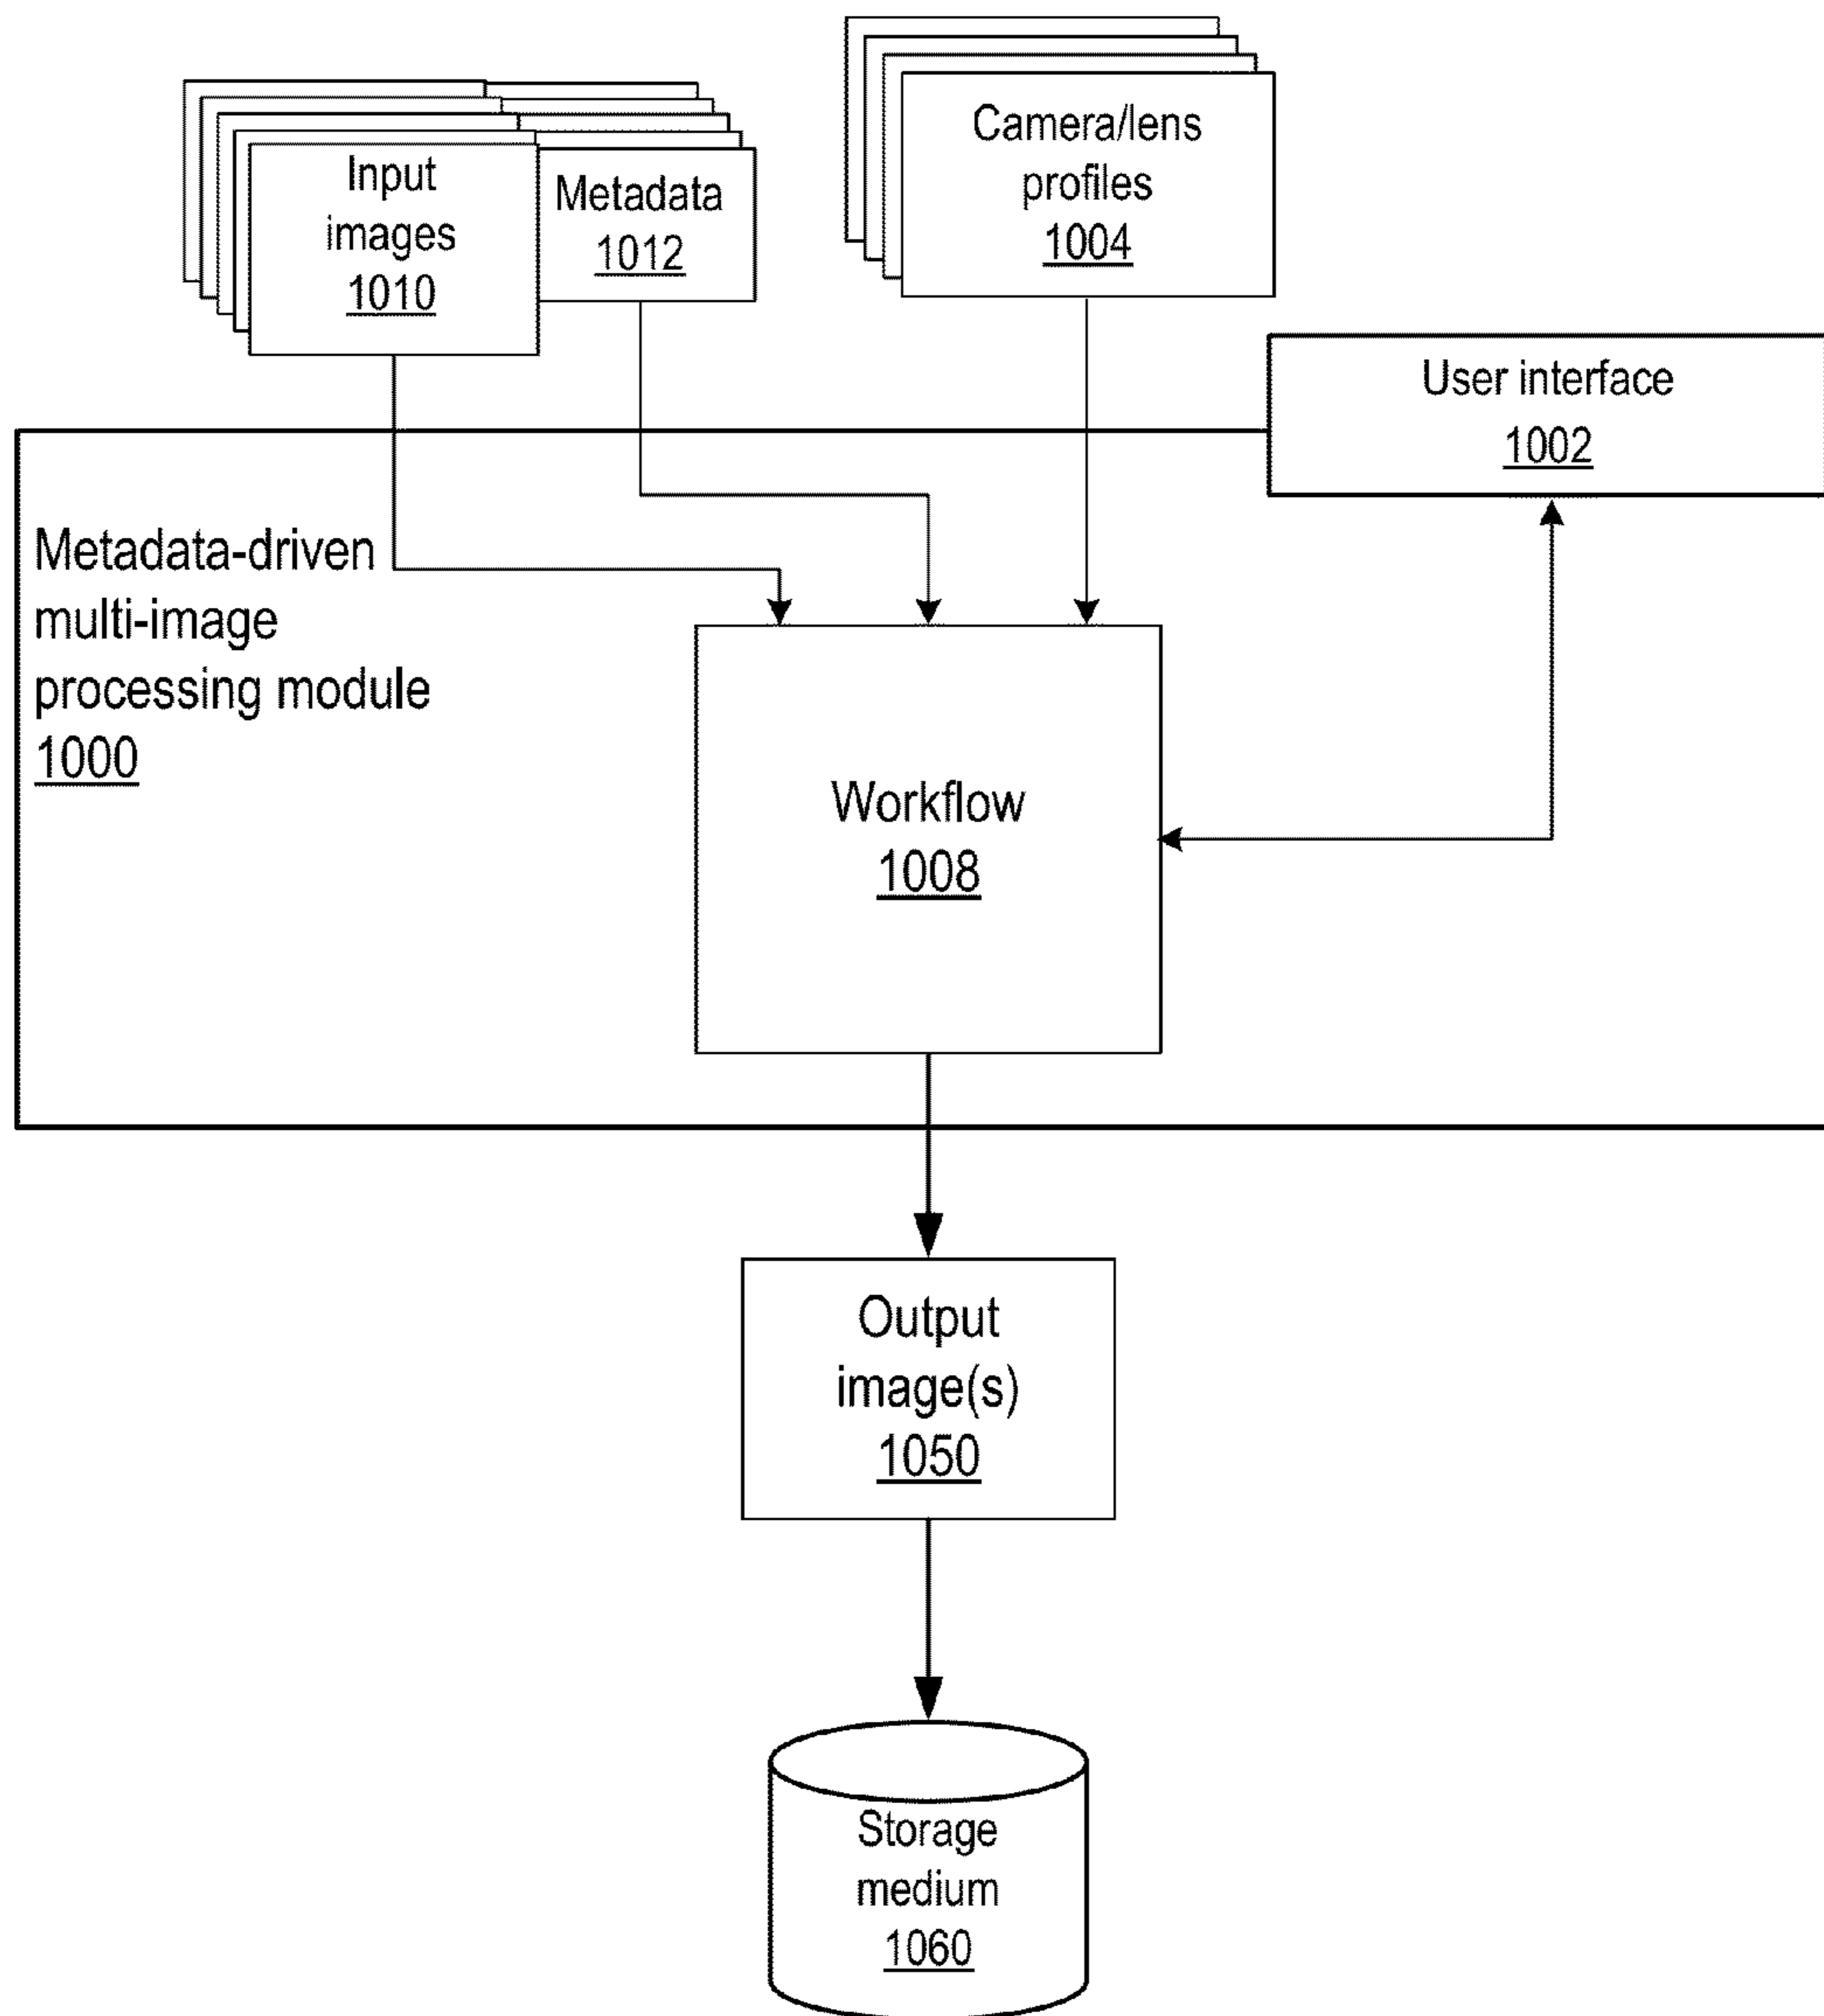 Input
images
1010
Metadata
1012
Camera/lens
profiles
1004
User interface
1002
Metadata-driven
multi-image
processing module
1000
Workflow
1008
Output
image(s)
1050
Storage
medium
1060